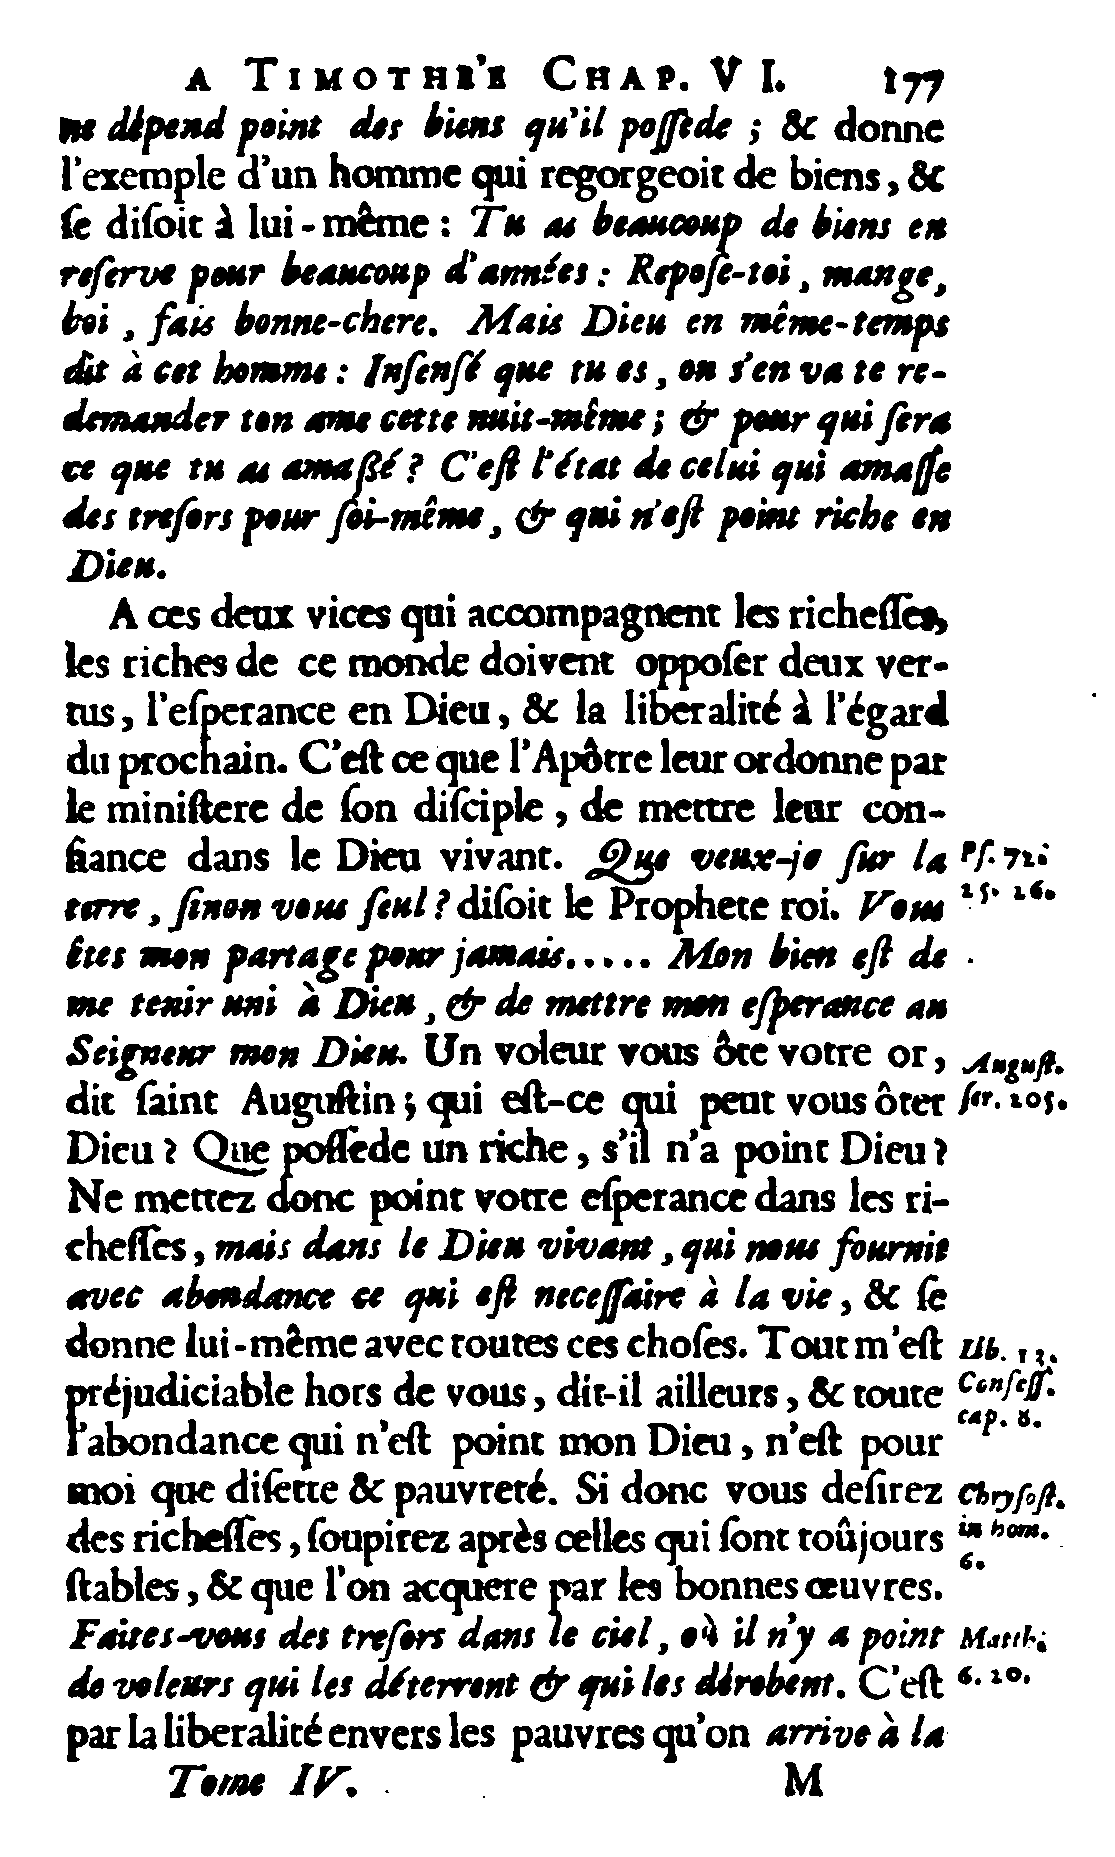 A TIMOTHE'E CHAP. VI. 177
ne dépend point des biens qu'il possede ; & donne
l'exemple d'un homme qui regorgeoit de biens, &
se disoit à lui-même : Tu as beaucoup de biens en
reserve pour beaucoup d'années : Repose-toi, mange,
boi, fais bonne-chere. Mais Dieu en même-temps
dit à cet homme : Insensé que tu es, on s'en va te re-
demander ton ame cette nuit-même ; & pour qui sera
ce que tu as amaßé ? C'est l'état de celui qui amasse
des tresors pour soi-même, & qui n'est point riche en
Dieu.
A ces deux vices qui accompagnent les richesses,
les riches de ce monde doivent opposer deux ver-
tus, l'esperance en Dieu, & la liberalité à l'égard
du prochain. C'est ce que l'Apôtre leur ordonne par
le ministere de son disciple, de mettre leur con-
fiance dans le Dieu vivant. Que veux-je sur la
terre, sinon vous seul ? disoit le Prophete roi. Vous
êtes mon partage pour jamais..... Mon bien est de
me tenir uni à Dieu, & de mettre mon esperance au
Seigneur mon Dieu. Un voleur vous ôte votre or,
dit saint Augustin ; qui est-ce qui peut vous ôter
Dieu ? Que possede un riche, s'il n'a point Dieu ?
Ne mettez donc point votre esperance dans les ri-
chesses, mais dans le Dieu vivant, qui nous fournit
avec abondance ce qui est necessaire à la vie, & se
donne lui-même avec toutes ces choses. Tout m'est
préjudiciable hors de vous, dit-il ailleurs, & toute
l'abondance qui n'est point mon Dieu, n'est pour
moi que disette & pauvreté. Si donc vous desirez
des richesses, soupirez après celles qui sont toûjours
stables, & que l'on acquere par les bonnes œuvres.
Faites-vous des tresors dans le ciel, où il n'y a point
de voleurs qui les déterrent & qui les dérobent. C'est
par la liberalité envers les pauvres qu'on arrive à la
Tome IV. M
Ps. 72.
25. 26.
August.
ser. 205.
Lib. 13.
Confess.
cap. 8.
Chrysost.
in hom.
6.
Matth.
6. 20.